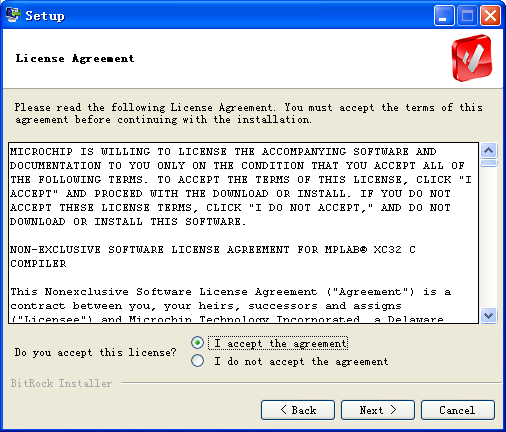 Setup
License Agreement
Please read the following License Agreement. You must accept the terms of this
agreement before continuing with the installation.
MICROCHIP IS WILLING TO LICENSE THE ACCOMPANYING SOFTWARE AND
DOCUMENTATION TO YOU ONLY ON THE CONDITION THAT YOU ACCEPT ALL OF
THE FOLLOWING TERMS. TO ACCEPT THE TERMS OF THIS LICENSE, CLICK "I
ACCEPT" AND PROCEED WITH THE DOWNLOAD OR INSTALL. IF YOU DO NOT
ACCEPT THESE LICENSE TERMS, CLICK "I DO NOT ACCEPT," AND DO NOT
DOWNLOAD OR INSTALL THIS SOFTWARE.
NON-EXCLUSIVE SOFTWARE LICENSE AGREEMENT FOR MPLAB® XC32 C
COMPILER
This Nonexclusive Software License Agreement ("Agreement") is a
contract between you, your heirs, successors and assigns
("Licensee") and Microchip Technology Incorporated, a Delaware
Do you accept this license?
I accept the agreement
I do not accept the agreement
BitRock Installer
< Back
Next >
Cancel